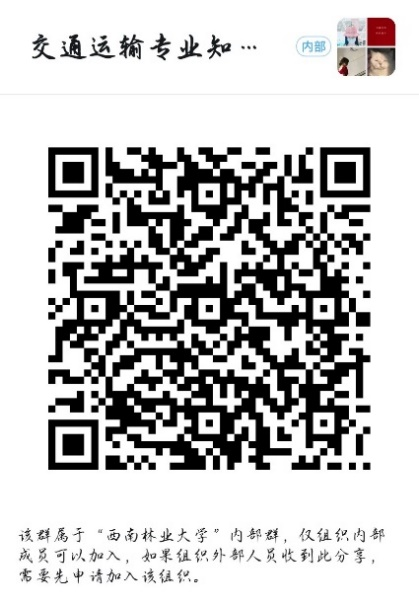 交通运输专业知…
内部
该群属于“西南林业大学”内部群，仅组织内部
成员可以加入，如果组织外部人员收到此分享，
需要先申请加入该组织。